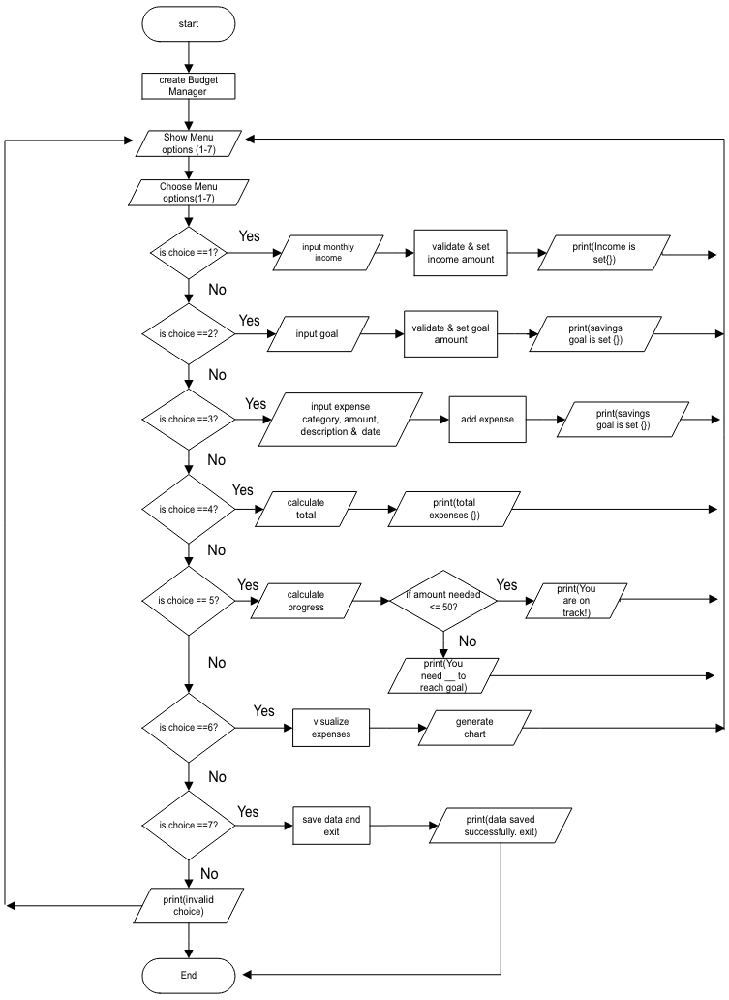 start
create Budget
Manager
Show Menu
options (1-7)
Choose Menu
options(1-7)
is choice ==1?
Yes
input monthly
income
validate & set
income amount
print(Income is
set{})
No
is choice ==2?
Yes
input goal
validate & set goal
amount
print(savings
goal is set {})
No
is choice ==3?
Yes
input expense
category, amount,
description & date
add expense
print(savings
goal is set {})
No
is choice ==4?
Yes
calculate
total
print(total
expenses {})
No
is choice == 5?
Yes
calculate
progress
if amount needed
<= 50?
Yes
print(You
are on
track!)
No
print(You
need __ to
reach goal)
No
is choice ==6?
Yes
visualize
expenses
generate
chart
No
is choice ==7?
Yes
save data and
exit
print(data saved
successfully. exit)
No
print(invalid
choice)
End